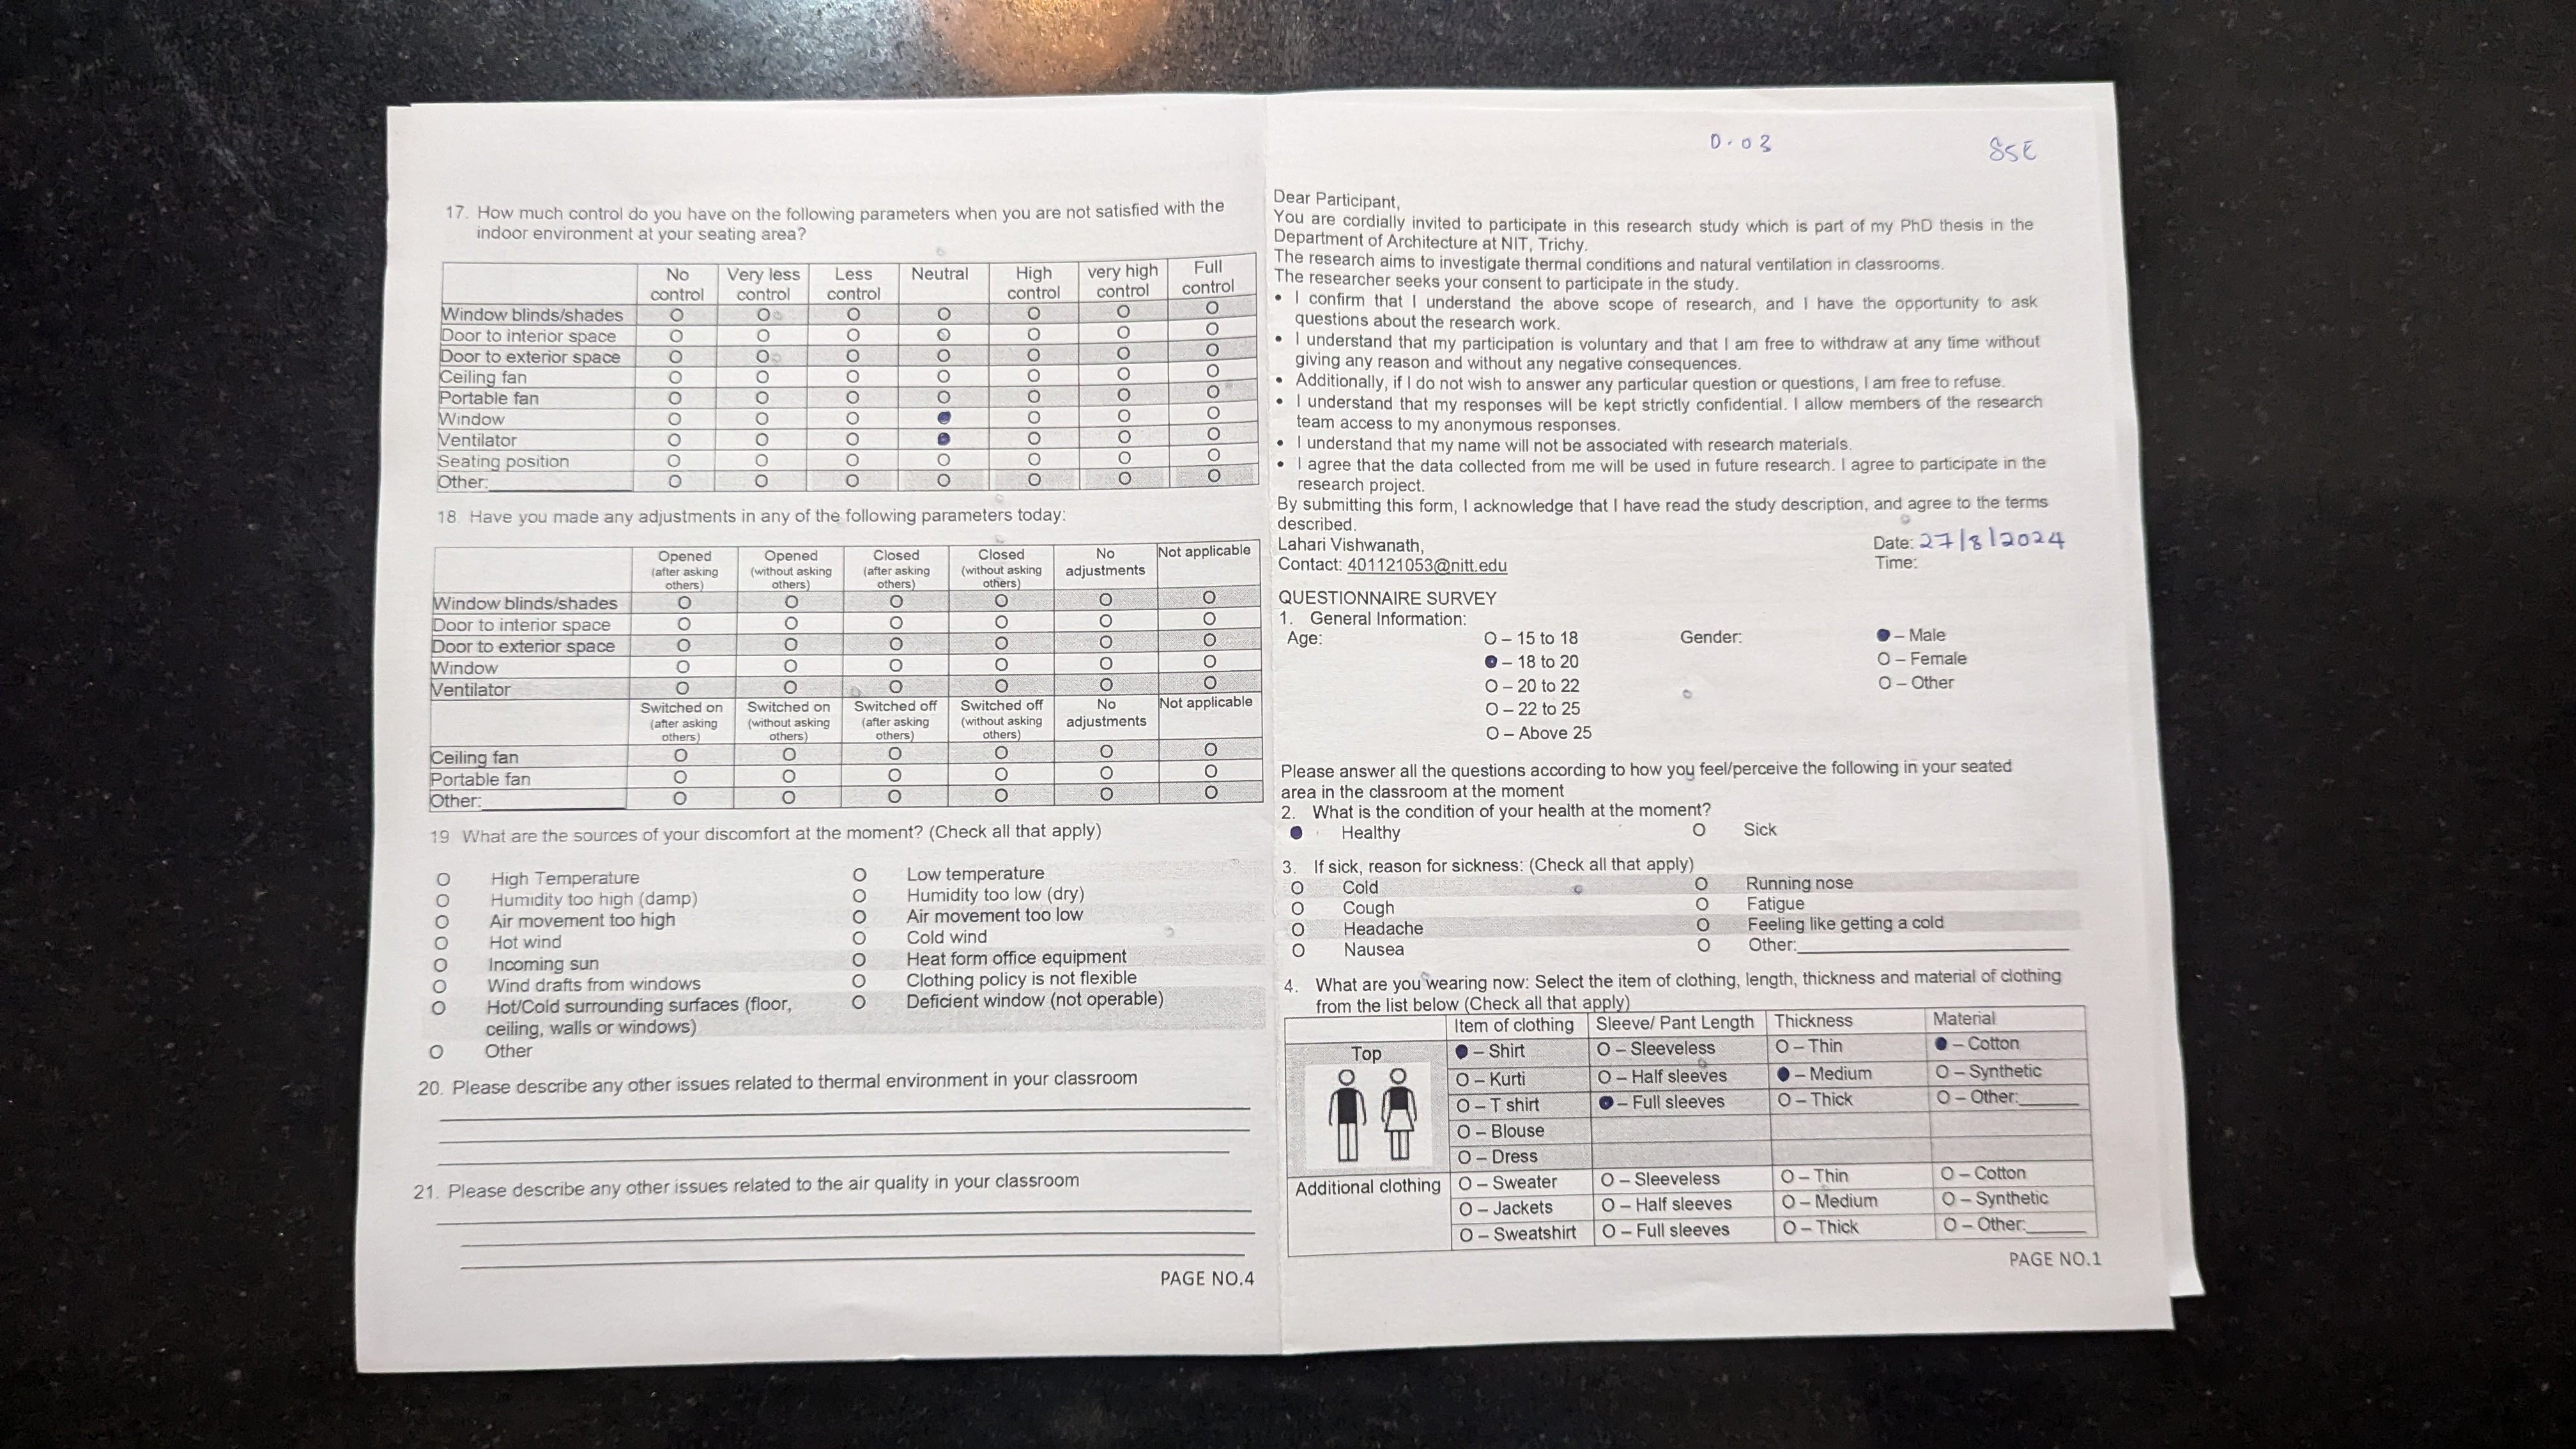 17. How much control do you have on the following parameters when you are not satisfied with the
indoor environment at your seating area?
No control Very less control Less control Neutral High control very high control Full control
Window blinds/shades O O O O O O O
Door to interior space O O O O O O O
Door to exterior space O O O O O O O
Ceiling fan O O O O O O O
Portable fan O O O O O O O
Window O O O ● O O O
Ventilator O O O ● O O O
Seating position O O O O O O O
Other:________ O O O O O O O
18. Have you made any adjustments in any of the following parameters today:
Opened (after asking others) Opened (without asking others) Closed (after asking others) Closed (without asking others) No adjustments Not applicable
Window blinds/shades O O O O O O
Door to interior space O O O O O O
Door to exterior space O O O O O O
Window O O O O O O
Ventilator O O O O O O
Switched on (after asking others) Switched on (without asking others) Switched off (after asking others) Switched off (without asking others) No adjustments Not applicable
Ceiling fan O O O O O O
Portable fan O O O O O O
Other:________ O O O O O O
19 What are the sources of your discomfort at the moment? (Check all that apply)
O High Temperature O Low temperature
O Humidity too high (damp) O Humidity too low (dry)
O Air movement too high O Air movement too low
O Hot wind O Cold wind
O Incoming sun O Heat form office equipment
O Wind drafts from windows O Clothing policy is not flexible
O Hot/Cold surrounding surfaces (floor, O Deficient window (not operable)
ceiling, walls or windows)
O Other
20. Please describe any other issues related to thermal environment in your classroom
21. Please describe any other issues related to the air quality in your classroom
PAGE NO.4
0.03 SSE
Dear Participant,
You are cordially invited to participate in this research study which is part of my PhD thesis in the
Department of Architecture at NIT, Trichy.
The research aims to investigate thermal conditions and natural ventilation in classrooms.
The researcher seeks your consent to participate in the study.
• I confirm that I understand the above scope of research, and I have the opportunity to ask
questions about the research work.
• I understand that my participation is voluntary and that I am free to withdraw at any time without
giving any reason and without any negative consequences.
• Additionally, if I do not wish to answer any particular question or questions, I am free to refuse.
• I understand that my responses will be kept strictly confidential. I allow members of the research
team access to my anonymous responses.
• I understand that my name will not be associated with research materials.
• I agree that the data collected from me will be used in future research. I agree to participate in the
research project.
By submitting this form, I acknowledge that I have read the study description, and agree to the terms
described.
Lahari Vishwanath, Date: 27/8/2024
Contact: 401121053@nitt.edu Time:
QUESTIONNAIRE SURVEY
1. General Information:
Age: O – 15 to 18 Gender: ● – Male
● – 18 to 20 O – Female
O – 20 to 22 O – Other
O – 22 to 25
O – Above 25
Please answer all the questions according to how you feel/perceive the following in your seated
area in the classroom at the moment
2. What is the condition of your health at the moment?
● Healthy O Sick
3. If sick, reason for sickness: (Check all that apply)
O Cold O Running nose
O Cough O Fatigue
O Headache O Feeling like getting a cold
O Nausea O Other:________
4. What are you wearing now: Select the item of clothing, length, thickness and material of clothing
from the list below (Check all that apply)
Item of clothing Sleeve/ Pant Length Thickness Material
Top ● – Shirt O – Sleeveless O – Thin ● – Cotton
O – Kurti O – Half sleeves ● – Medium O – Synthetic
O – T shirt ● – Full sleeves O – Thick O – Other:______
O – Blouse
O – Dress
Additional clothing O – Sweater O – Sleeveless O – Thin O – Cotton
O – Jackets O – Half sleeves O – Medium O – Synthetic
O – Sweatshirt O – Full sleeves O – Thick O – Other:______
PAGE NO.1